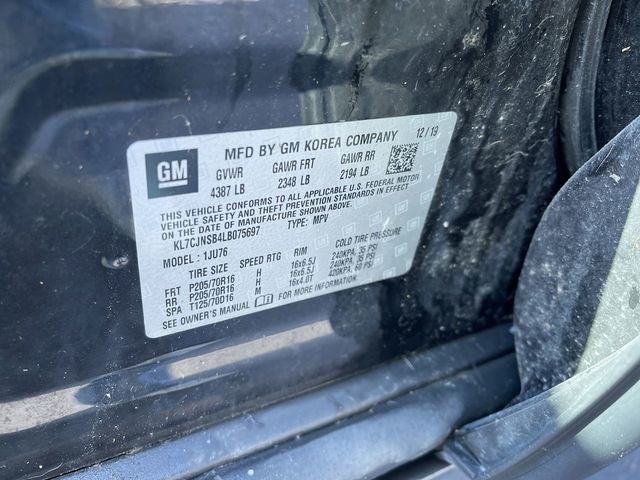 GM
MFD BY GM KOREA COMPANY 12/19
GVWR GAWR FRT GAWR RR
4387 LB 2348 LB 2194 LB
THIS VEHICLE CONFORMS TO ALL APPLICABLE U.S. FEDERAL MOTOR
VEHICLE SAFETY AND THEFT PREVENTION STANDARDS IN EFFECT
ON THE DATE OF MANUFACTURE SHOWN ABOVE.
KL7CJNSB4LB075697 TYPE: MPV
MODEL: 1JU76
TIRE SIZE SPEED RTG RIM COLD TIRE PRESSURE
FRT P205/70R16 H 16x6.5J 240KPA, 35 PSI
RR P205/70R16 H 16x6.5J 240KPA, 35 PSI
SPA T125/70D16 M 16x4.0T 420KPA, 60 PSI
SEE OWNER'S MANUAL FOR MORE INFORMATION.